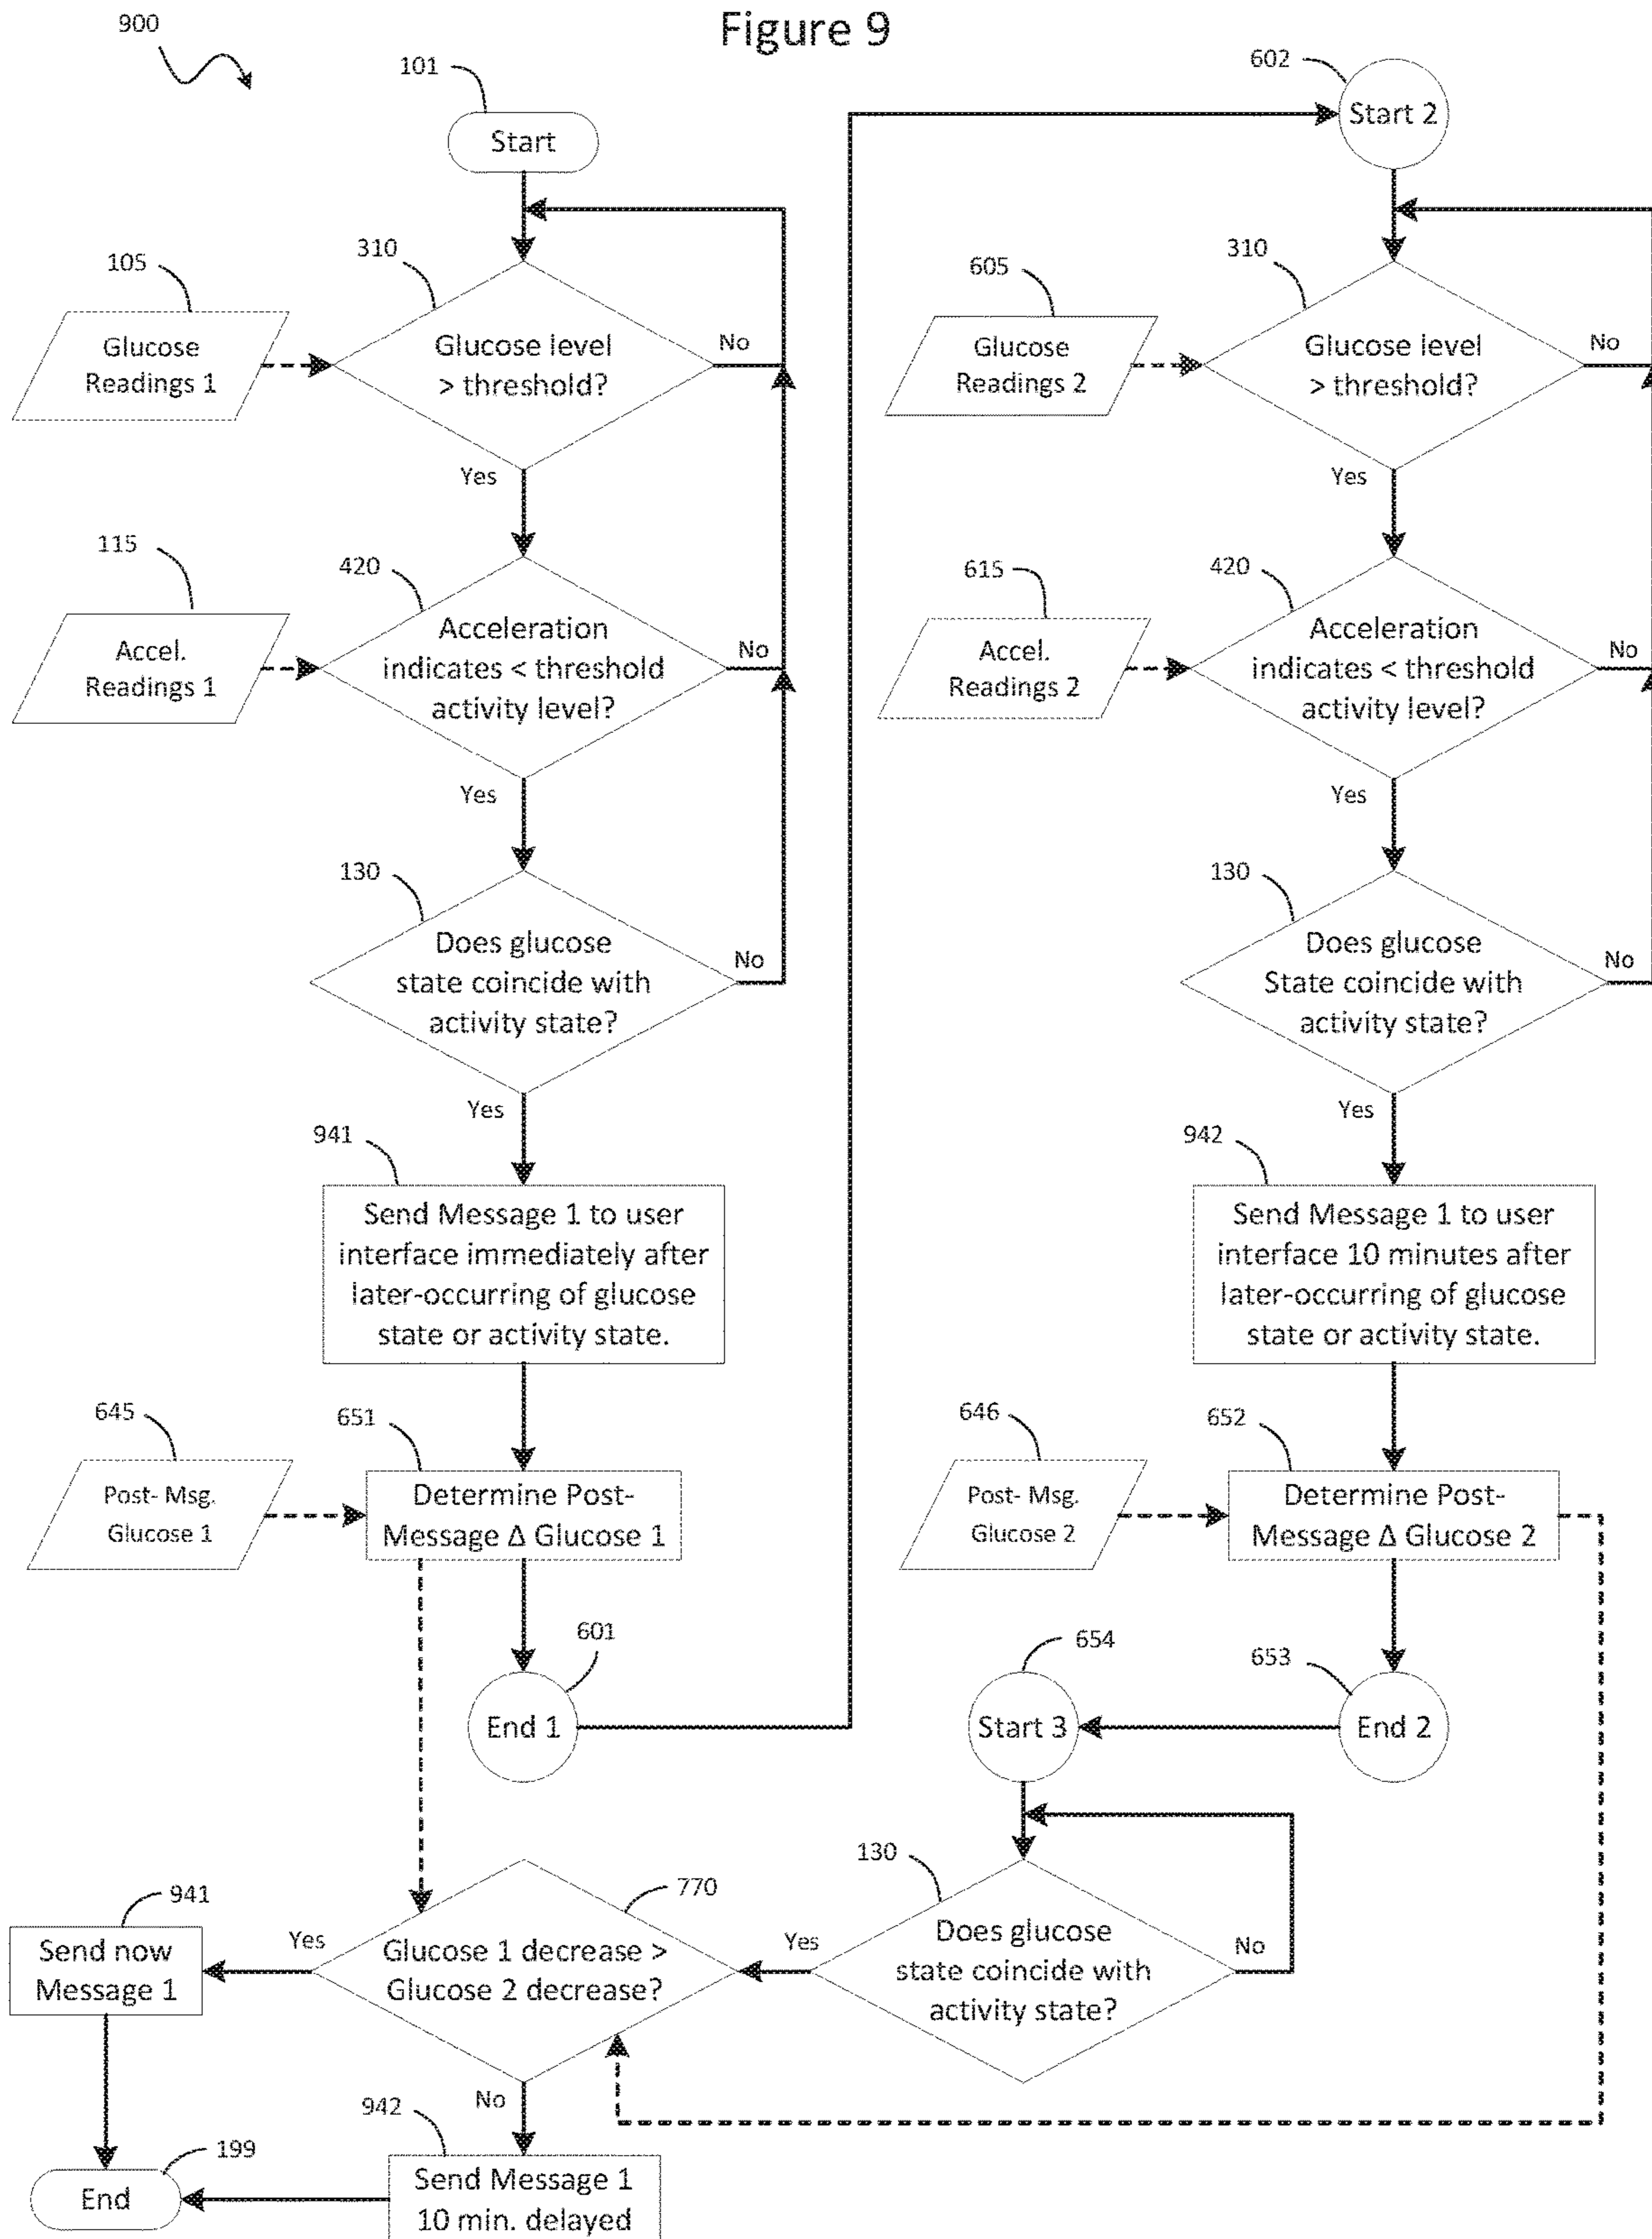 Figure 9
900
101
Start
602
Start 2
105
Glucose
Readings 1
310
Glucose level
> threshold?
No
Yes
605
Glucose
Readings 2
310
Glucose level
> threshold?
No
Yes
115
Accel.
Readings 1
420
Acceleration
indicates < threshold
activity level?
No
Yes
615
Accel.
Readings 2
420
Acceleration
indicates < threshold
activity level?
No
Yes
130
Does glucose
state coincide with
activity state?
No
Yes
130
Does glucose
State coincide with
activity state?
No
Yes
941
Send Message 1 to user
interface immediately after
later-occurring of glucose
state or activity state.
942
Send Message 1 to user
interface 10 minutes after
later-occurring of glucose
state or activity state.
645
Post- Msg.
Glucose 1
651
Determine Post-
Message Δ Glucose 1
646
Post- Msg.
Glucose 2
652
Determine Post-
Message Δ Glucose 2
601
End 1
654
Start 3
653
End 2
941
Send now
Message 1
Yes
770
Glucose 1 decrease >
Glucose 2 decrease?
Yes
130
Does glucose
state coincide with
activity state?
No
No
942
Send Message 1
10 min. delayed
199
End